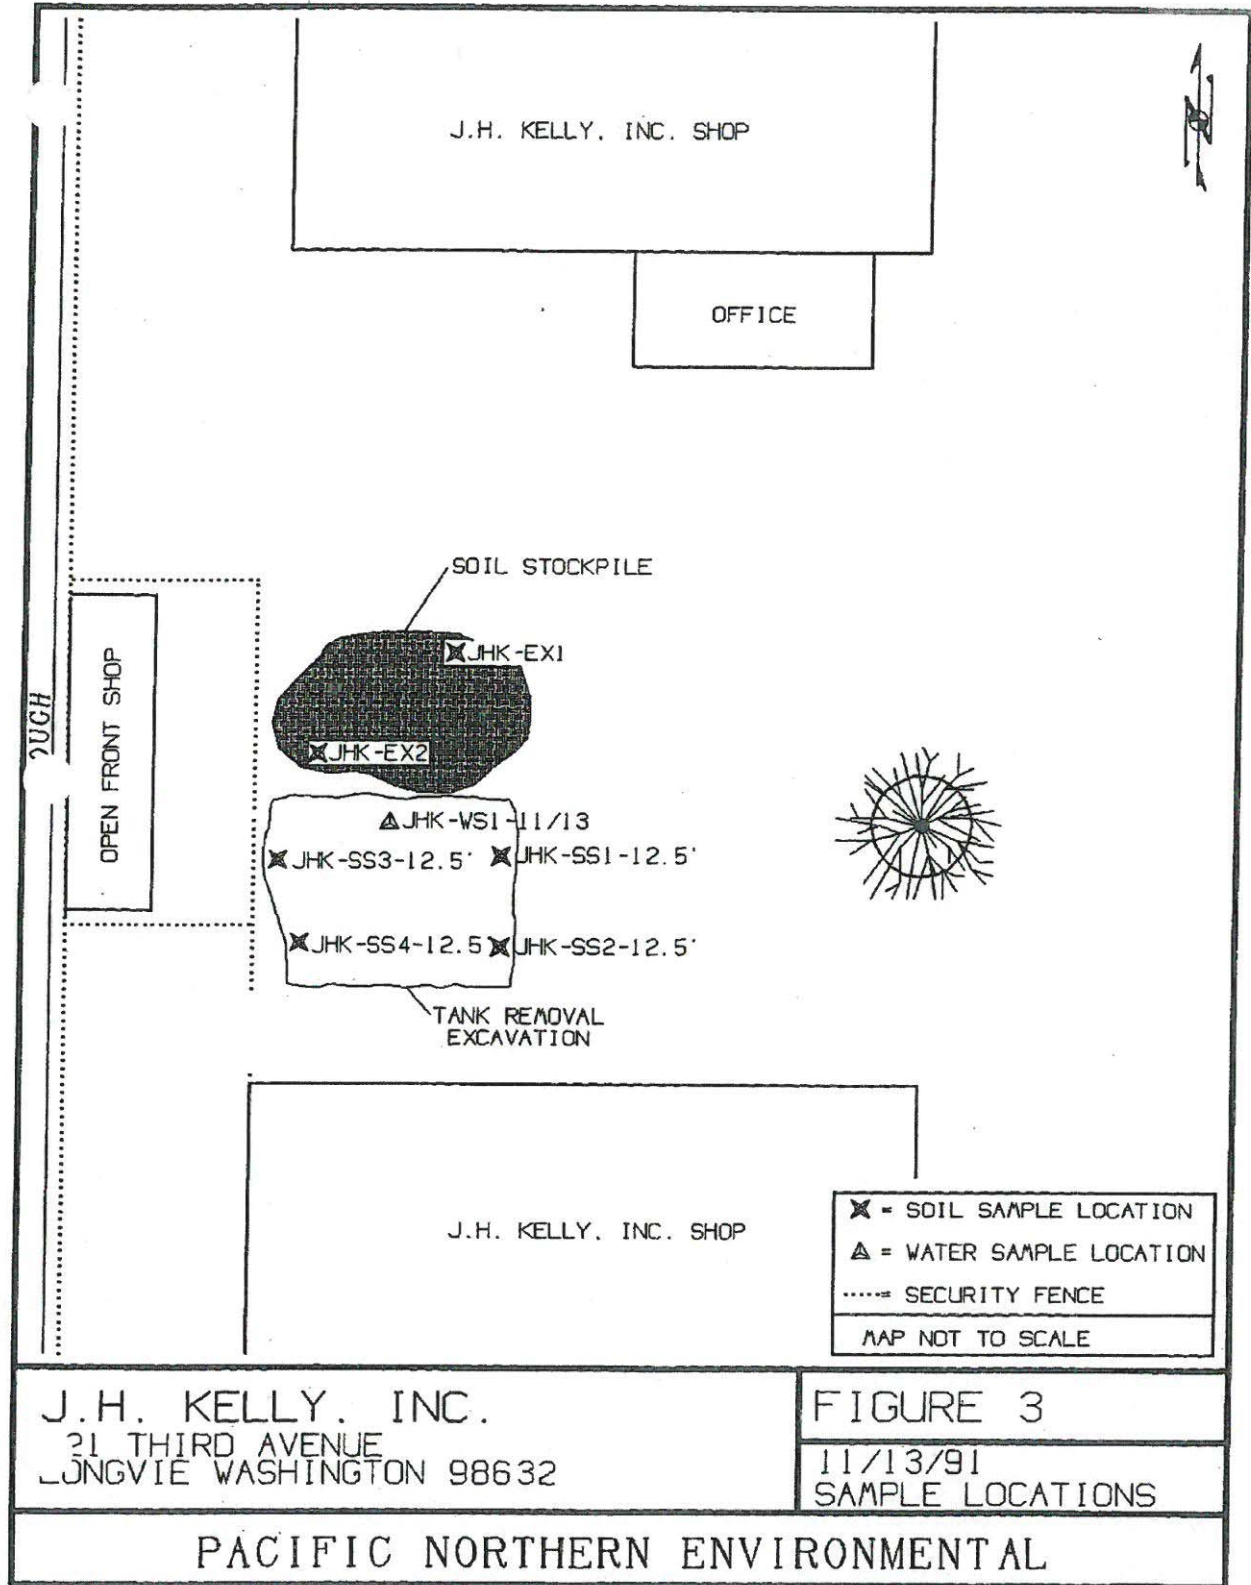 J.H. KELLY, INC. SHOP
N
OFFICE
SOIL STOCKPILE
JHK-EX1
OPEN FRONT SHOP
JHK-EX2
JHK-WS1-11/13
JHK-SS3-12.5'
JHK-SS1-12.5'
JHK-SS4-12.5
JHK-SS2-12.5'
TANK REMOVAL
EXCAVATION
J.H. KELLY, INC. SHOP
= SOIL SAMPLE LOCATION
= WATER SAMPLE LOCATION
= SECURITY FENCE
MAP NOT TO SCALE
J.H. KELLY, INC.
21 THIRD AVENUE
ONGVIE WASHINGTON 98632
FIGURE 3
11/13/91
SAMPLE LOCATIONS
PACIFIC NORTHERN ENVIRONMENTAL